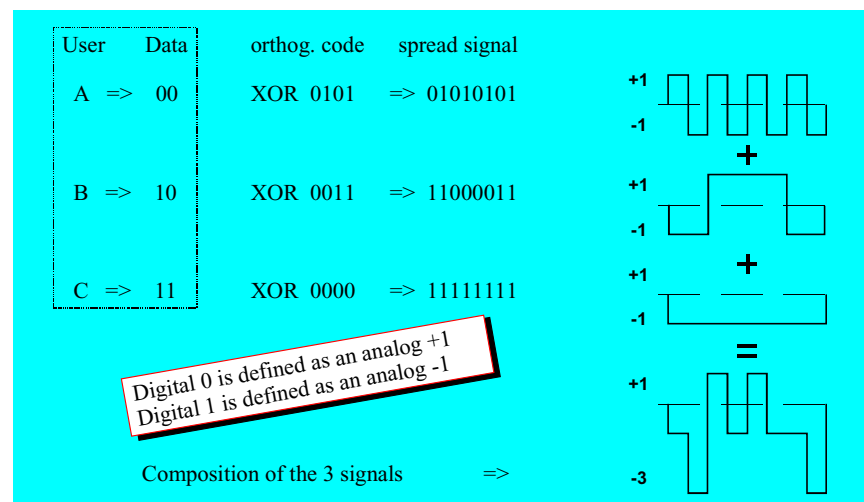 User Data orthog. code spread signal
A => 00 XOR 0101 => 01010101
+1
-1
+
B => 10 XOR 0011 => 11000011
+1
-1
+
C => 11 XOR 0000 => 11111111
+1
-1
=
Digital 0 is defined as an analog +1
Digital 1 is defined as an analog -1
+1
-3
Composition of the 3 signals =>